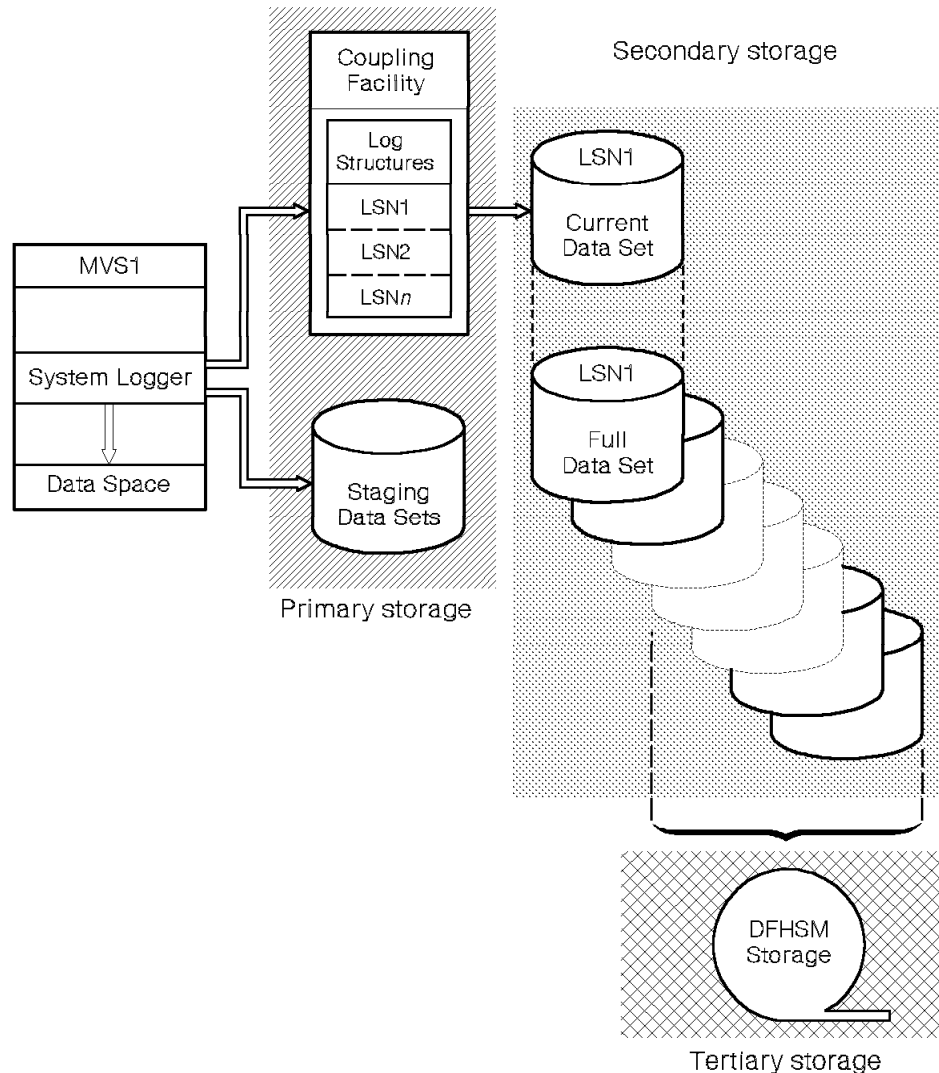 Coupling
Facility
Log
Structures
LSN1
LSN2
LSNn
Secondary storage
LSN1
Current
Data Set
MVS1
System Logger
Data Space
LSN1
Full
Data Set
Staging
Data Sets
Primary storage
DFHSM
Storage
Tertiary storage